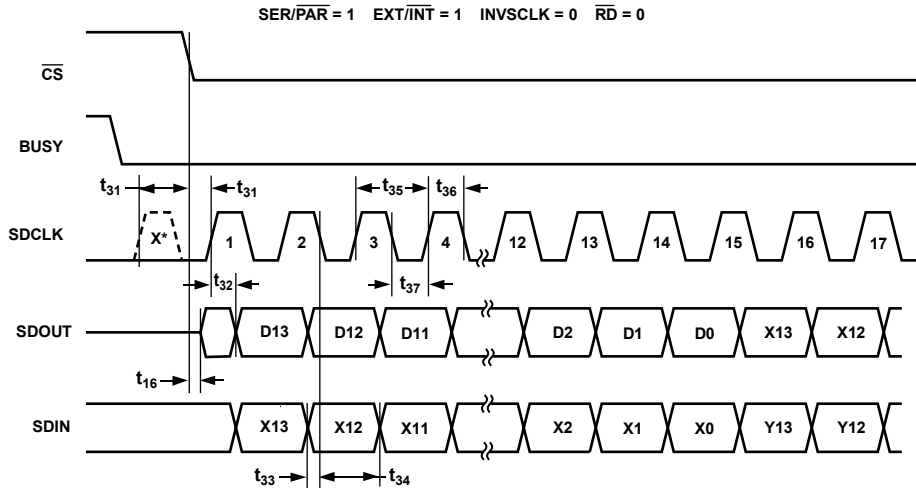 SER/PAR = 1 EXT/INT = 1 INVSCLK = 0 RD = 0
CS
BUSY
t31 t31 t35 t36
SDCLK X* 1 2 3 4 12 13 14 15 16 17
t32 t37
SDOUT D13 D12 D11 D2 D1 D0 X13 X12
t16
SDIN X13 X12 X11 X2 X1 X0 Y13 Y12
t33 t34